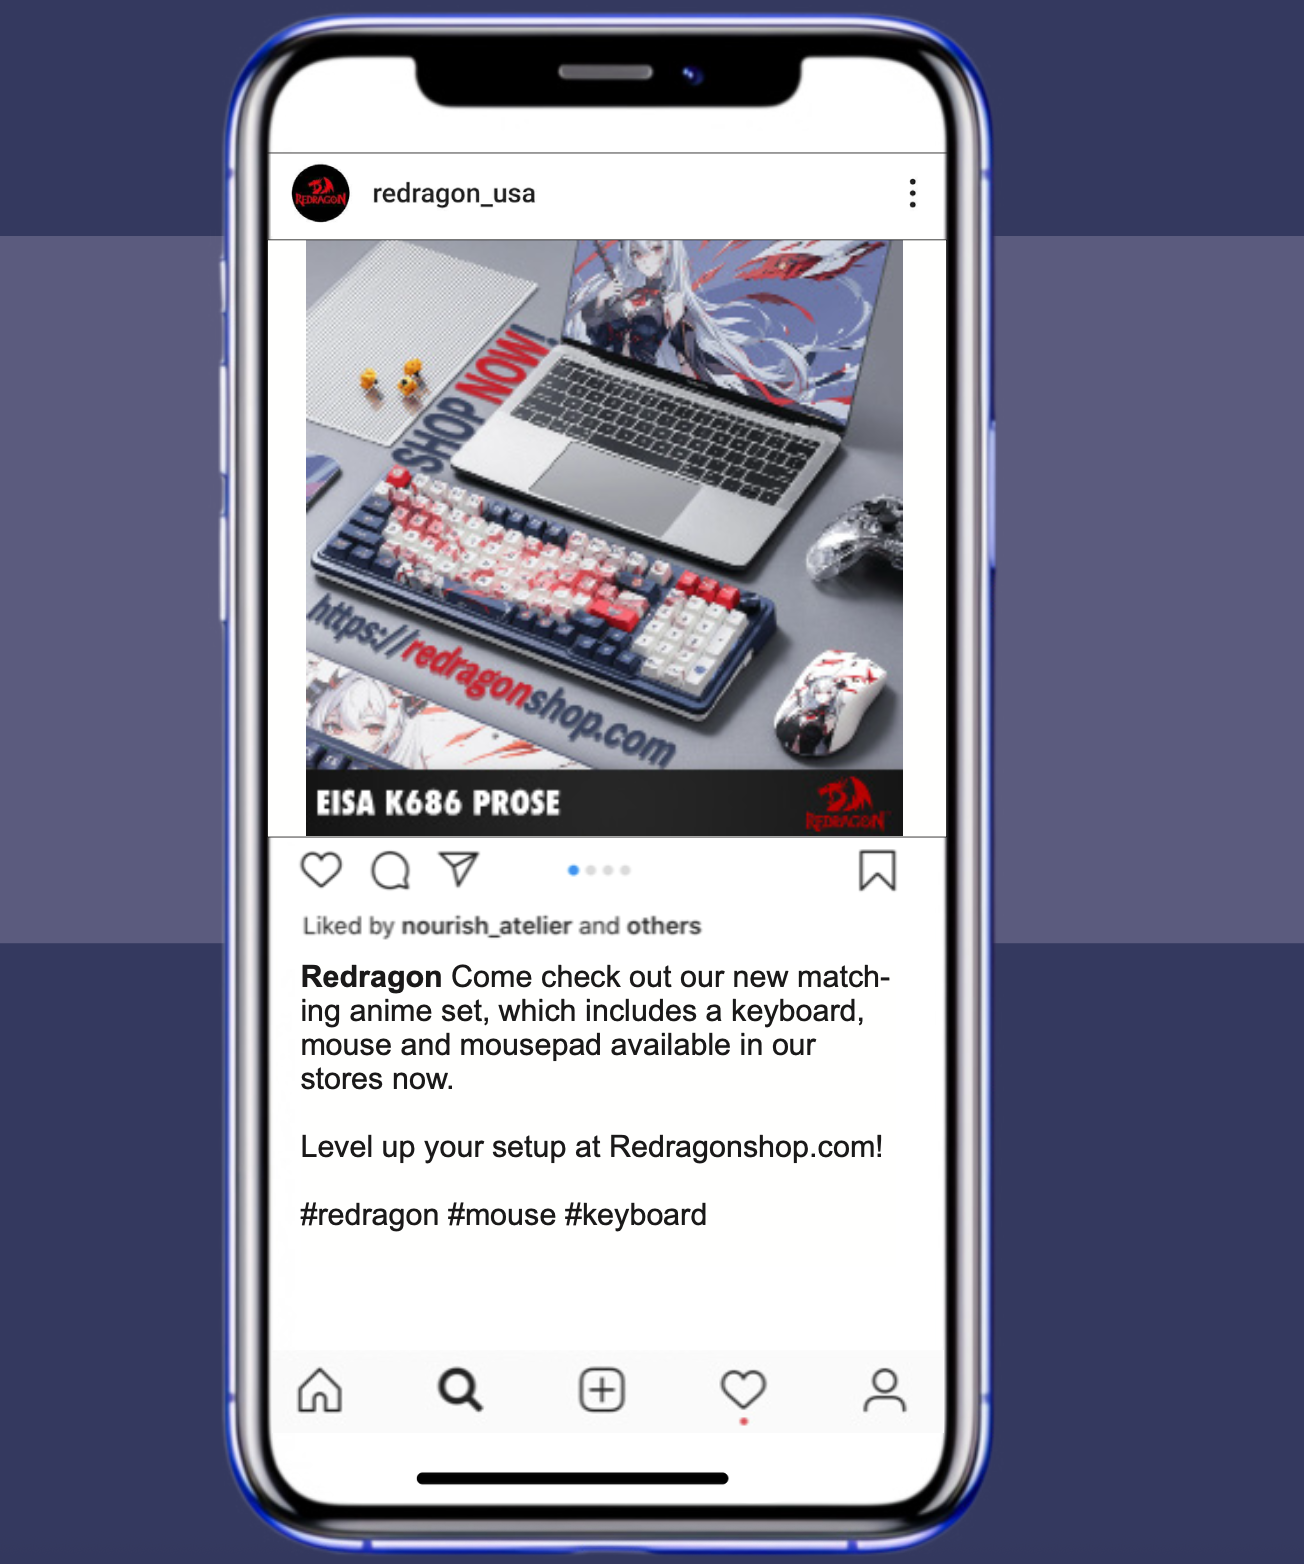 REDRAGON
redragon_usa
SHOP NOW!
https://redragonshop.com
EISA K686 PROSE
REDRAGON
Liked by nourish_atelier and others
Redragon Come check out our new match-
ing anime set, which includes a keyboard,
mouse and mousepad available in our
stores now.
Level up your setup at Redragonshop.com!
#redragon #mouse #keyboard